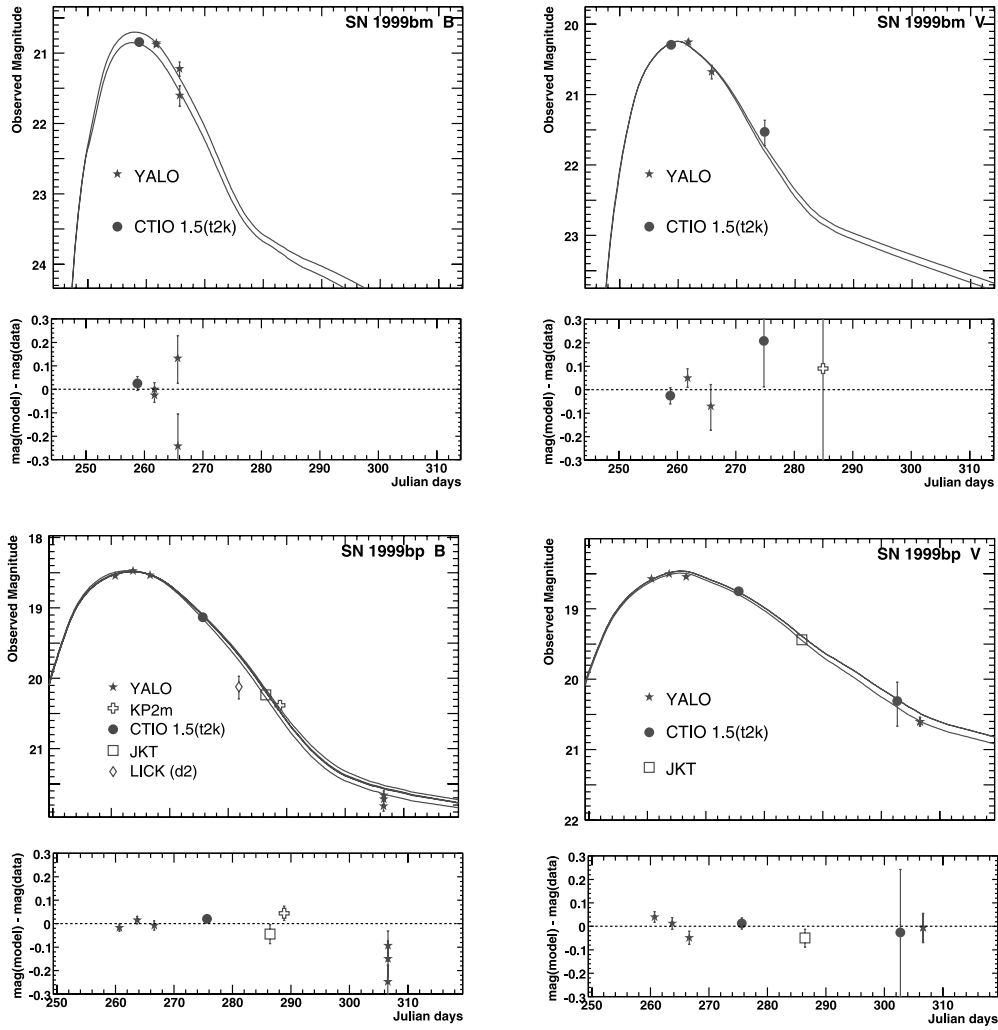 SN 1999bm B
Observed Magnitude
21
22
23
24
YALO
CTIO 1.5(t2k)
mag(model) - mag(data)
0.3
0.2
0.1
0
-0.1
-0.2
-0.3
250 260 270 280 290 300 310
Julian days
SN 1999bm V
Observed Magnitude
20
21
22
23
YALO
CTIO 1.5(t2k)
mag(model) - mag(data)
0.3
0.2
0.1
0
-0.1
-0.2
-0.3
250 260 270 280 290 300 310
Julian days
SN 1999bp B
Observed Magnitude
18
19
20
21
YALO
KP2m
CTIO 1.5(t2k)
JKT
LICK (d2)
mag(model) - mag(data)
0.3
0.2
0.1
0
-0.1
-0.2
-0.3
250 260 270 280 290 300 310
Julian days
SN 1999bp V
Observed Magnitude
18
19
20
21
22
YALO
CTIO 1.5(t2k)
JKT
mag(model) - mag(data)
0.3
0.2
0.1
0
-0.1
-0.2
-0.3
250 260 270 280 290 300 310
Julian days